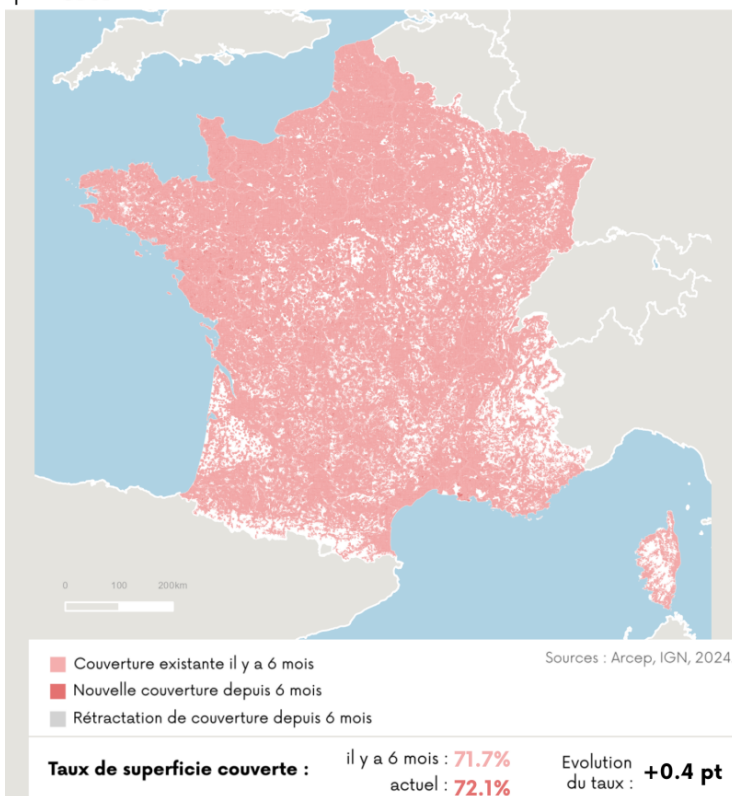 0 100 200km
Couverture existante il y a 6 mois
Sources : Arcep, IGN, 2024
Nouvelle couverture depuis 6 mois
Rétractation de couverture depuis 6 mois
Taux de superficie couverte :
il y a 6 mois : 71.7%
actuel : 72.1%
Evolution
du taux :
+0.4 pt